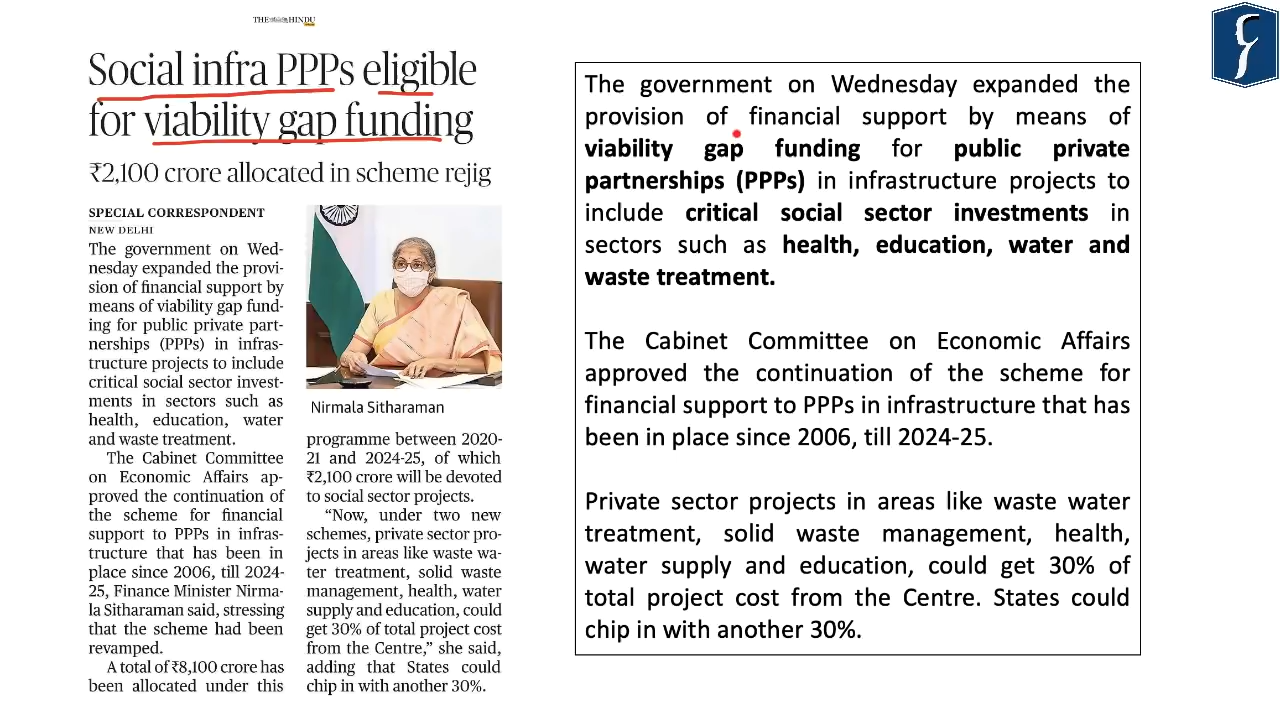 THE HINDU
Social infra PPPs eligible
for viability gap funding
₹2,100 crore allocated in scheme rejig
SPECIAL CORRESPONDENT
NEW DELHI
The government on Wed-
nesday expanded the provi-
sion of financial support by
means of viability gap fund-
ing for public private part-
nerships (PPPs) in infras-
tructure projects to include
critical social sector invest-
ments in sectors such as
health, education, water
and waste treatment.
The Cabinet Committee
on Economic Affairs ap-
proved the continuation of
the scheme for financial
support to PPPs in infras-
tructure that has been in
place since 2006, till 2024-
25, Finance Minister Nirma-
la Sitharaman said, stressing
that the scheme had been
revamped.
A total of ₹8,100 crore has
been allocated under this
Nirmala Sitharaman
programme between 2020-
21 and 2024-25, of which
₹2,100 crore will be devoted
to social sector projects.
“Now, under two new
schemes, private sector pro-
jects in areas like waste wa-
ter treatment, solid waste
management, health, water
supply and education, could
get 30% of total project cost
from the Centre,” she said,
adding that States could
chip in with another 30%.
The government on Wednesday expanded the
provision of financial support by means of
viability gap funding for public private
partnerships (PPPs) in infrastructure projects to
include critical social sector investments in
sectors such as health, education, water and
waste treatment.
The Cabinet Committee on Economic Affairs
approved the continuation of the scheme for
financial support to PPPs in infrastructure that has
been in place since 2006, till 2024-25.
Private sector projects in areas like waste water
treatment, solid waste management, health,
water supply and education, could get 30% of
total project cost from the Centre. States could
chip in with another 30%.